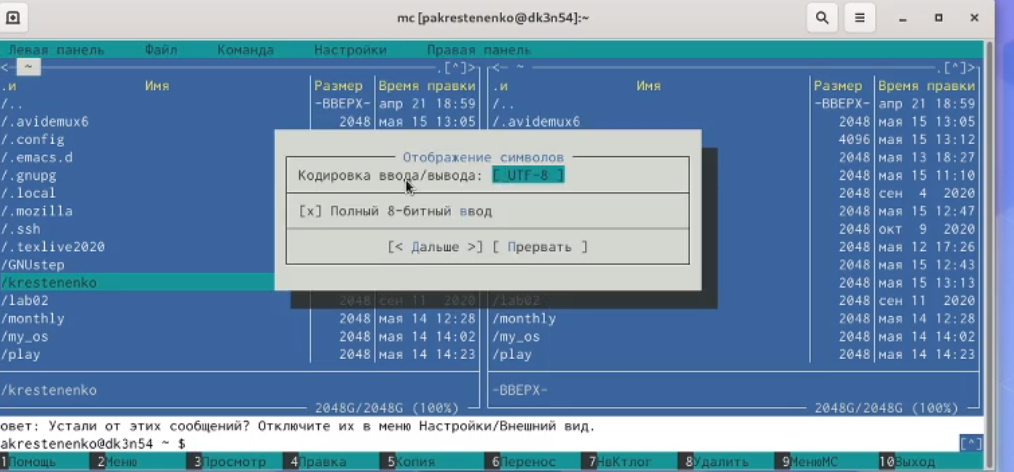 mc [pakrestenenko@dk3n54]:~
Левая панель Файл Команда Настройки Правая панель
<- ~ .[^]> <- ~ .[^]>
.и Имя Размер Время правки .и Имя Размер Время правки
/.. -ВВЕРХ- апр 21 18:59 /.. -ВВЕРХ- апр 21 18:59
/.avidemux6 2048 мая 15 13:05 /.avidemux6 2048 мая 15 13:05
/.config 4096 мая 15 13:12
/.emacs.d Отображение символов 2048 мая 13 18:27
/.gnupg Кодировка ввода/вывода: [ UTF-8 ] 2048 мая 15 11:10
/.local 2048 сен 4 2020
/.mozilla [x] Полный 8-битный ввод 2048 мая 15 12:47
/.ssh 2048 окт 9 2020
/.texlive2020 [< Дальше >] [ Прервать ] 2048 мая 12 17:26
/GNUstep 2048 мая 15 12:43
/krestenenko 2048 мая 15 13:13
/lab02 2048 сен 11 2020 /lab02 2048 сен 11 2020
/monthly 2048 мая 14 12:28 /monthly 2048 мая 14 12:28
/my_os 2048 мая 14 14:02 /my_os 2048 мая 14 14:02
/play 2048 мая 14 14:23 /play 2048 мая 14 14:23
/krestenenko -ВВЕРХ-
2048G/2048G (100%) 2048G/2048G (100%)
овет: Устали от этих сообщений? Отключите их в меню Настройки/Внешний вид.
akrestenenko@dk3n54 ~ $ [^]
1Помощь 2Меню 3Просмотр 4Правка 5Копия 6Перенос 7НвКтлог 8Удалить 9МенюМС 10Выход